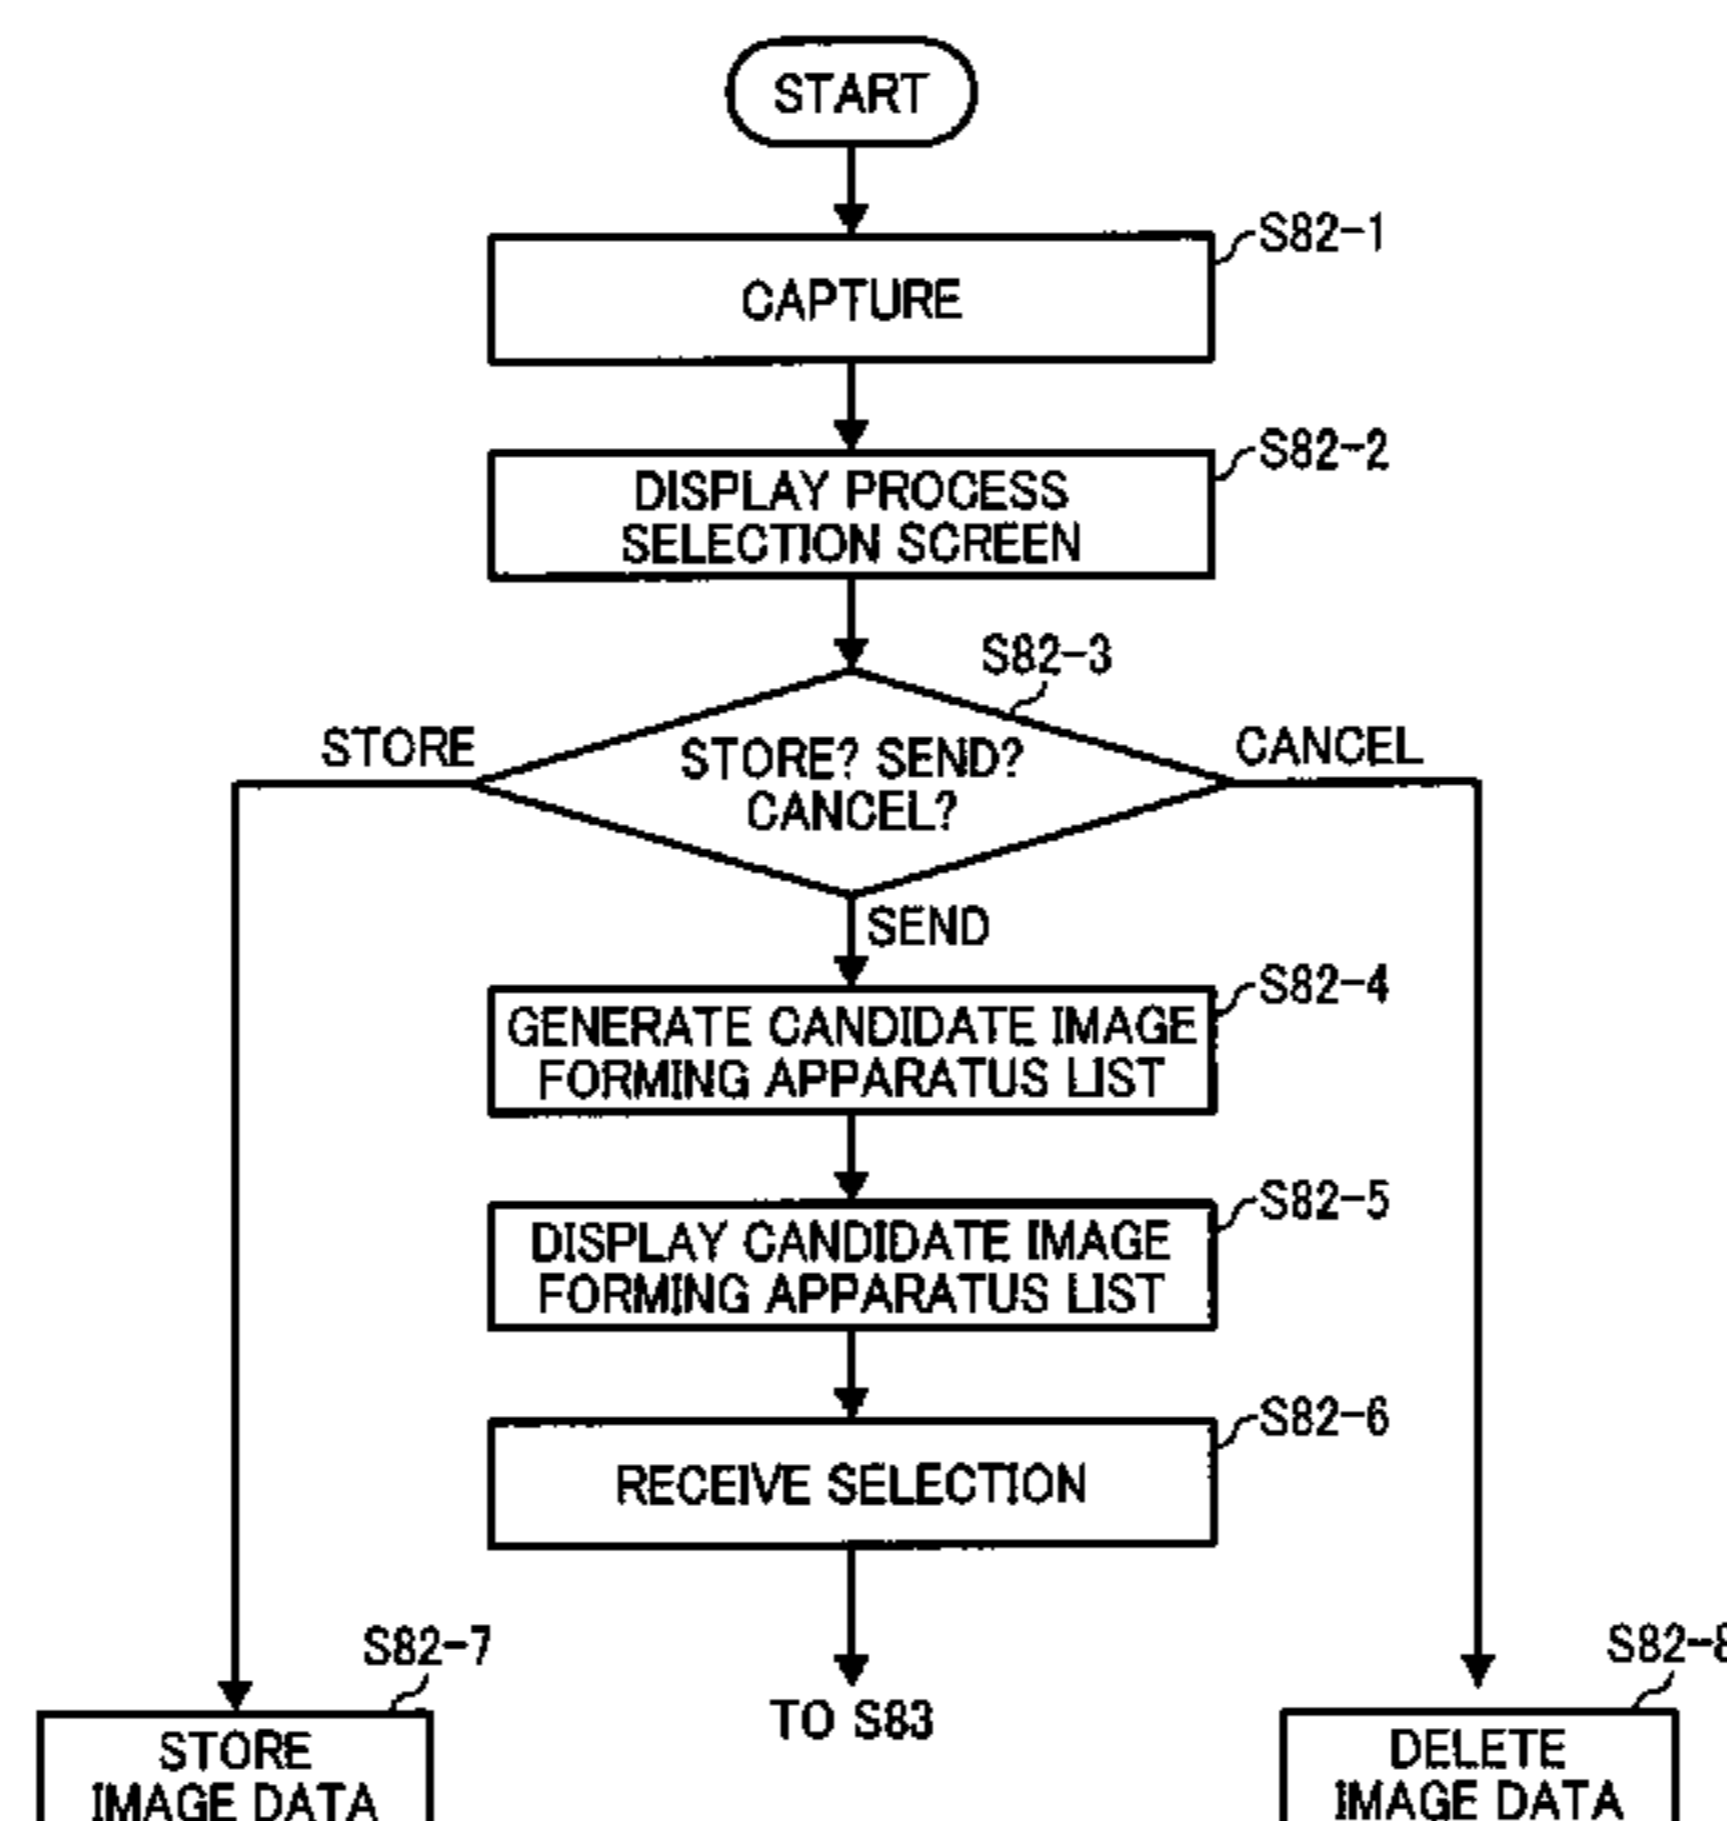 START
S82-1
CAPTURE
S82-2
DISPLAY PROCESS
SELECTION SCREEN
S82-3
STORE
STORE? SEND?
CANCEL?
CANCEL
SEND
S82-4
GENERATE CANDIDATE IMAGE
FORMING APPARATUS LIST
S82-5
DISPLAY CANDIDATE IMAGE
FORMING APPARATUS LIST
S82-6
RECEIVE SELECTION
S82-7
STORE
IMAGE DATA
TO S83
S82-8
DELETE
IMAGE DATA